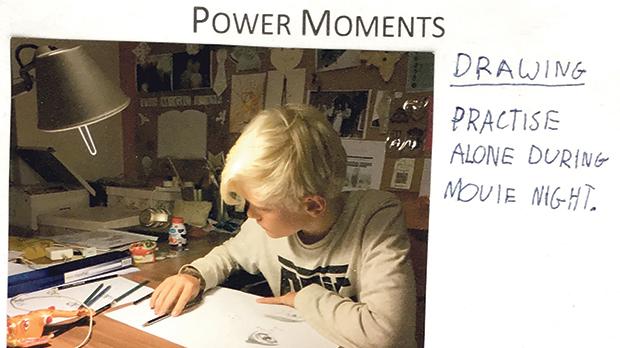 POWER MOMENTS
DRAWING
PRACTISE
ALONE DURING
MOVIE NIGHT.